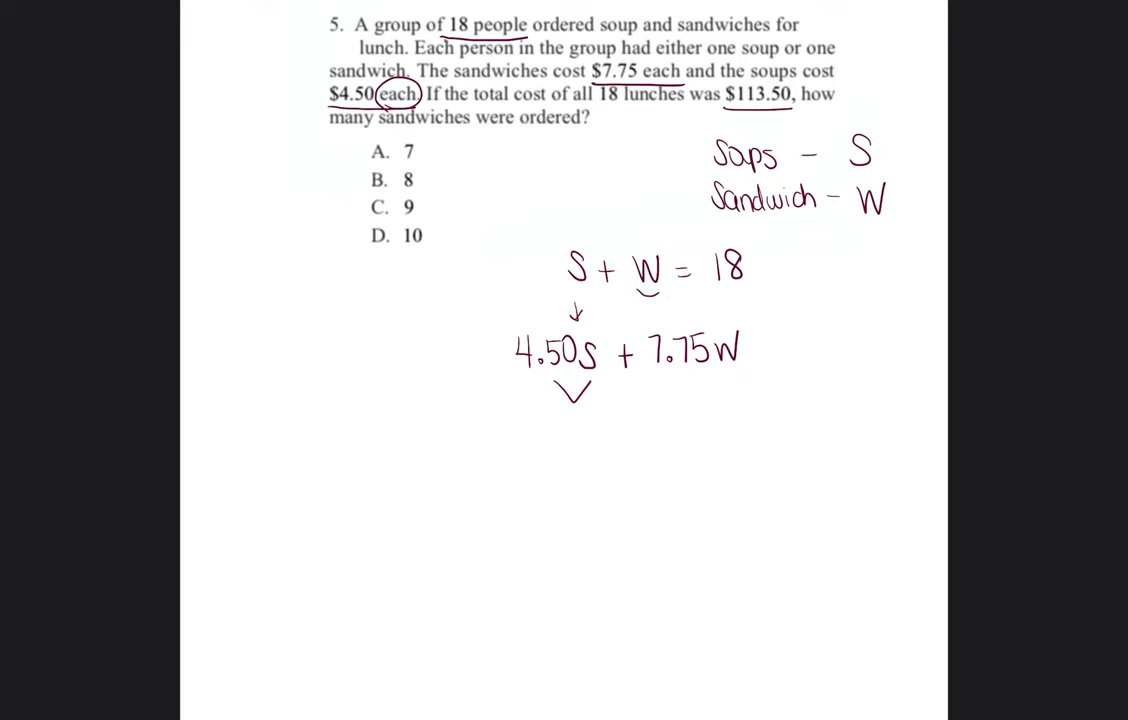 5. A group of 18 people ordered soup and sandwiches for
lunch. Each person in the group had either one soup or one
sandwich. The sandwiches cost $7.75 each and the soups cost
$4.50 each. If the total cost of all 18 lunches was $113.50, how
many sandwiches were ordered?
A. 7
B. 8
C. 9
D. 10
Soups - S
Sandwich - W
S + W = 18
4.50S + 7.75W